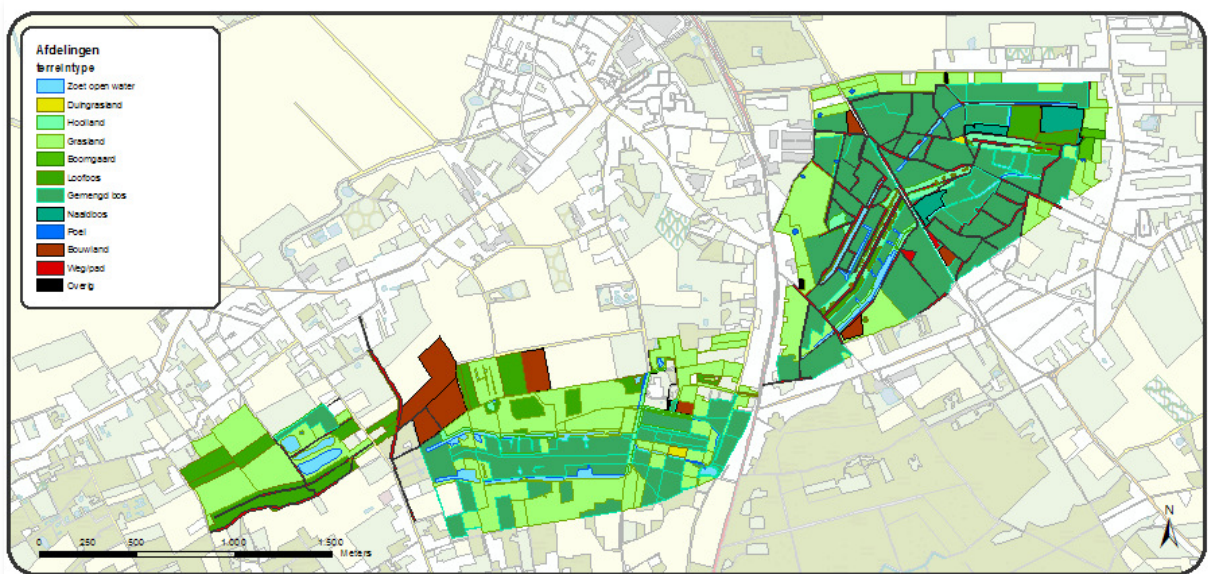 Afdelingen
terreintype
Zoet open water
Duingrasland
Hooiland
Grasland
Boomgaard
Loofbos
Gemengd bos
Naaldbos
Poel
Bouwland
Weg/pad
Overig
N
0 250 500 1.000 1.500
Meters